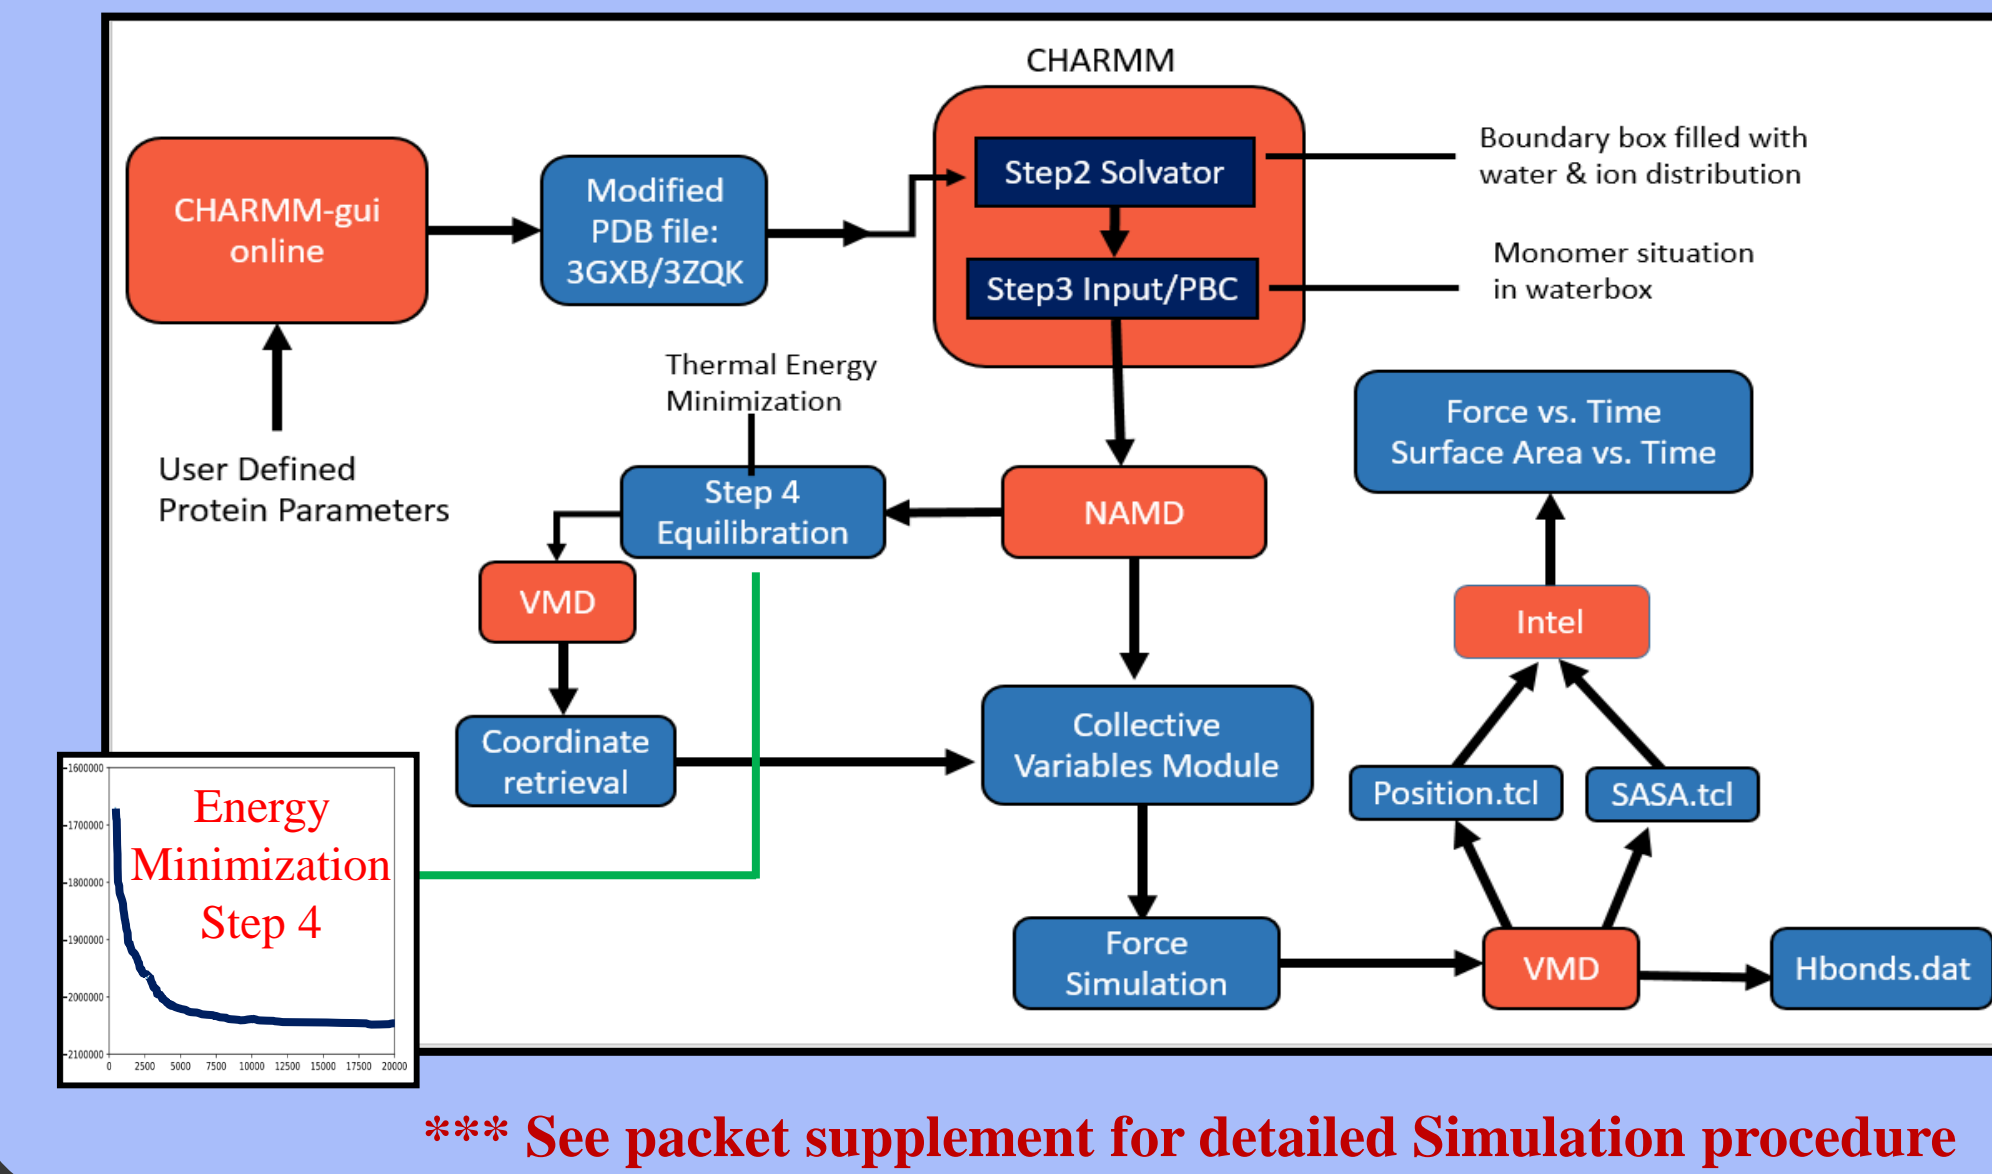 CHARMM
CHARMM-gui
online
Modified
PDB file:
3GXB/3ZQK
Step2 Solvator
Step3 Input/PBC
Boundary box filled with
water & ion distribution
Monomer situation
in waterbox
User Defined
Protein Parameters
Thermal Energy
Minimization
Step 4
Equilibration
NAMD
VMD
Coordinate
retrieval
Collective
Variables Module
Force
Simulation
VMD
Hbonds.dat
Position.tcl
SASA.tcl
Intel
Force vs. Time
Surface Area vs. Time
Energy
Minimization
Step 4
-1600000
-1700000
-1800000
-1900000
-2000000
-2100000
0 2500 5000 7500 10000 12500 15000 17500 20000
*** See packet supplement for detailed Simulation procedure